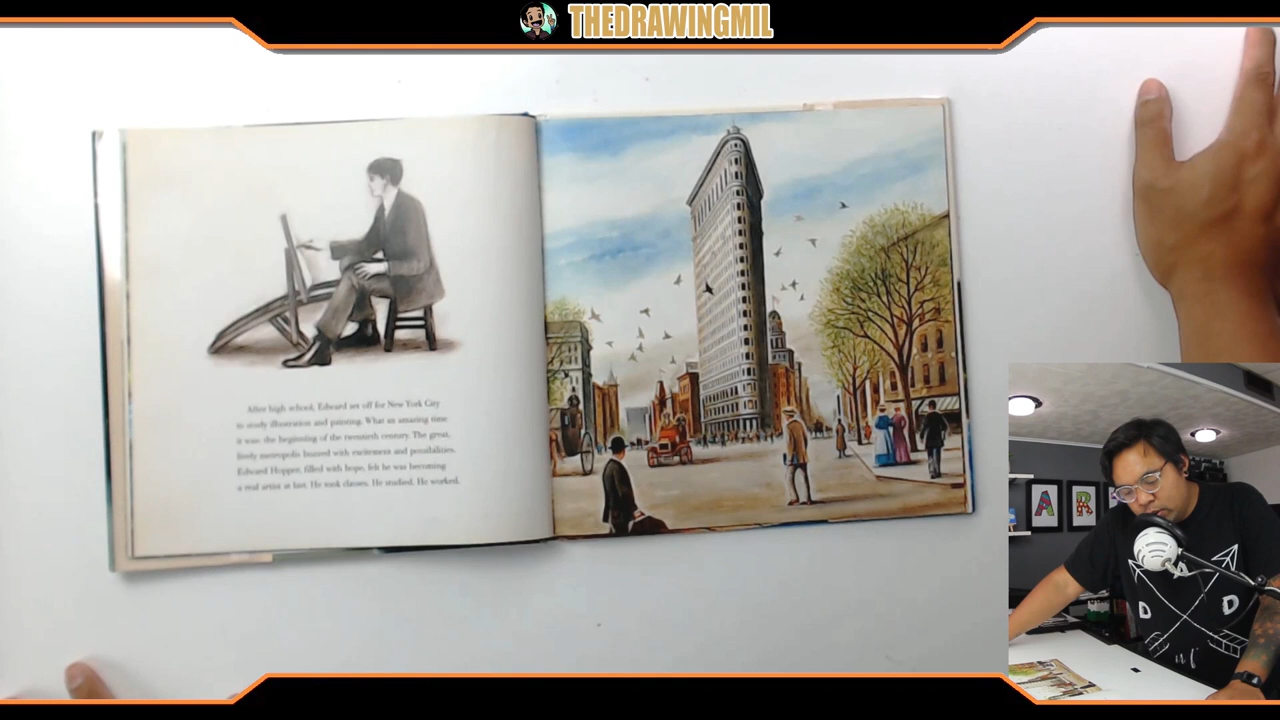 THEDRAWINGMIL
After high school, Edward set off for New York City
to study illustration and painting. What an amazing time
it was: the beginning of the twentieth century. The great,
lively metropolis buzzed with excitement and possibilities.
Edward Hopper, filled with hope, felt he was becoming
a real artist at last. He took classes. He studied. He worked,
A R
D D